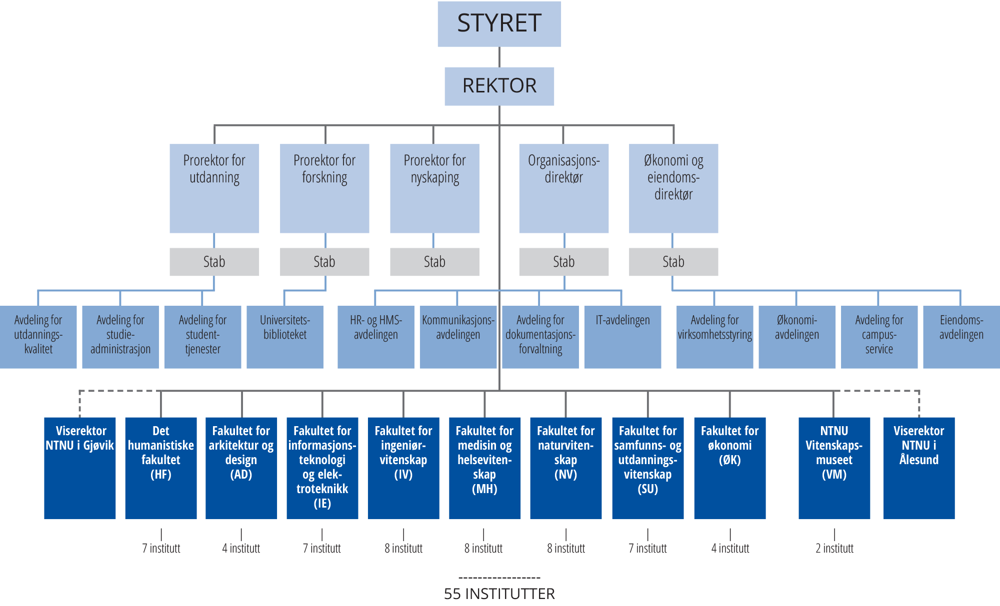 STYRET
REKTOR
Prorektor for
utdanning
Prorektor for
forskning
Prorektor for
nyskaping
Organisasjons-
direktør
Økonomi og
eiendoms-
direktør
Stab
Stab
Stab
Stab
Stab
Avdeling for
utdannings-
kvalitet
Avdeling for
studie-
administrasjon
Avdeling for
student-
tjenester
Universitets-
biblioteket
HR- og HMS-
avdelingen
Kommunikasjons-
avdelingen
Avdeling for
dokumentasjons-
forvaltning
IT-avdelingen
Avdeling for
virksomhetsstyring
Økonomi-
avdelingen
Avdeling for
campus-
service
Eiendoms-
avdelingen
Viserektor
NTNU i Gjøvik
Det
humanistiske
fakultet
(HF)
Fakultet for
arkitektur og
design
(AD)
Fakultet for
informasjons-
teknologi
og elek-
troteknikk
(IE)
Fakultet for
ingeniør-
vitenskap
(IV)
Fakultet for
medisin og
helseviten-
skap
(MH)
Fakultet for
naturviten-
skap
(NV)
Fakultet for
samfunns- og
utdannings-
vitenskap
(SU)
Fakultet for
økonomi
(ØK)
NTNU
Vitenskaps-
museet
(VM)
Viserektor
NTNU i
Ålesund
7 institutt
4 institutt
7 institutt
8 institutt
8 institutt
8 institutt
7 institutt
4 institutt
2 institutt
-----------------
55 INSTITUTTER